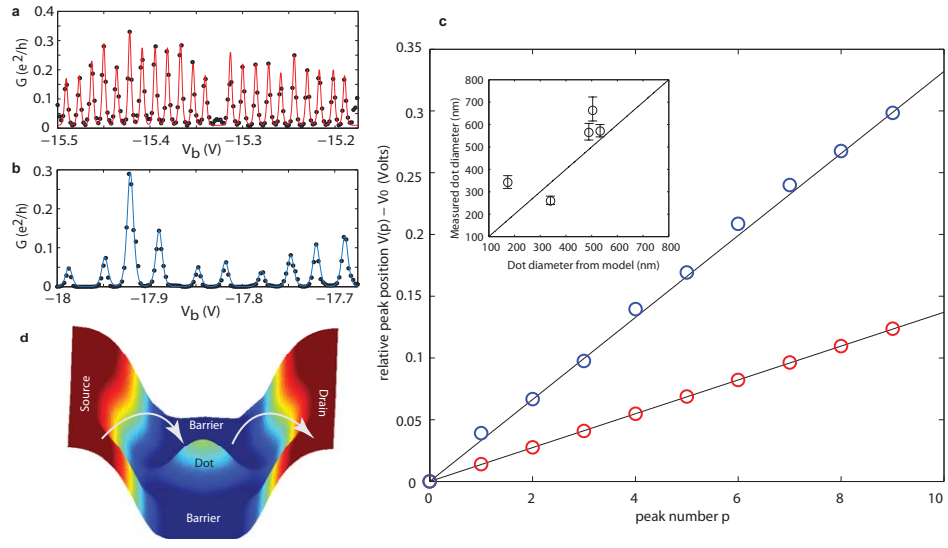 a
0.4
0.3
0.2
0.1
0
G (e²/h)
−15.5
−15.4
−15.3
−15.2
V_b (V)
b
0.3
0.2
0.1
0
G (e²/h)
−18
−17.9
−17.8
−17.7
V_b (V)
d
Source
Drain
Barrier
Dot
Barrier
c
0.35
0.3
0.25
0.2
0.15
0.1
0.05
0
relative peak position V(p) − V₀ (Volts)
0
2
4
6
8
10
peak number p
800
700
600
500
400
300
200
100
Measured dot diameter (nm)
100
200
300
400
500
600
700
800
Dot diameter from model (nm)